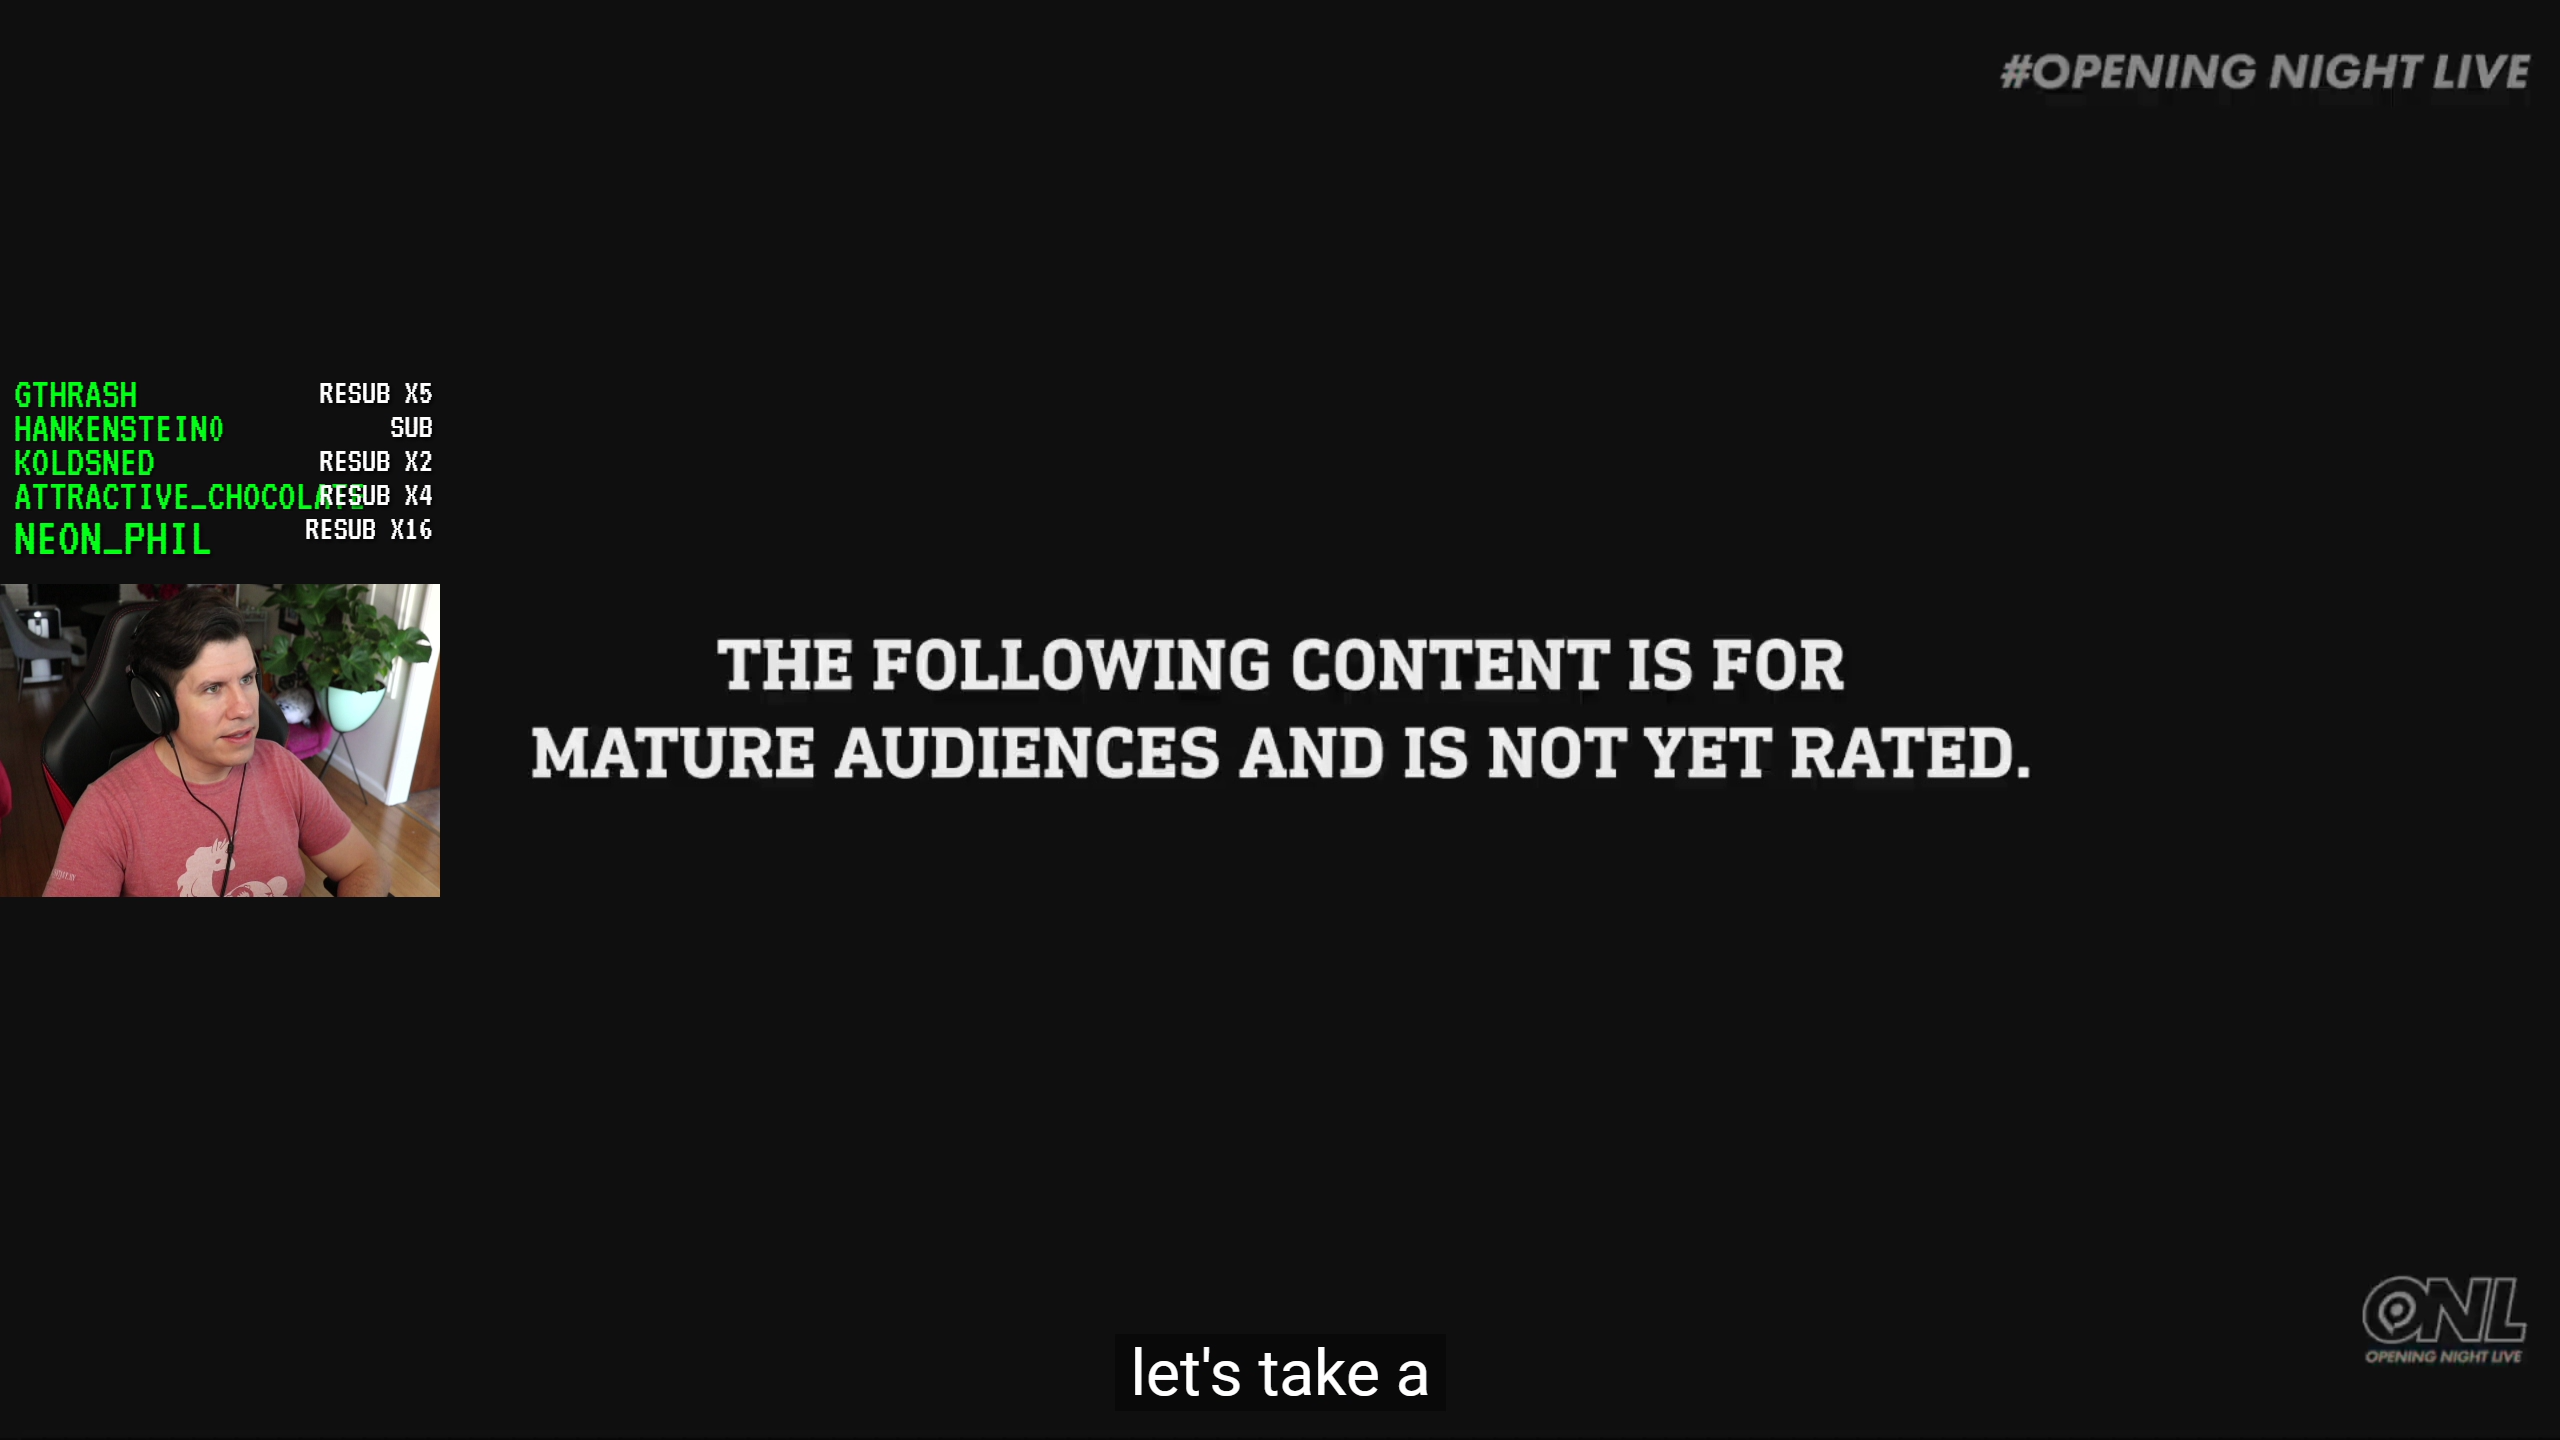 #OPENING NIGHT LIVE
GTHRASH RESUB X5
HANKENSTEIN0 SUB
KOLDSNED RESUB X2
ATTRACTIVE_CHOCOLATE RESUB X4
NEON_PHIL RESUB X16
THE FOLLOWING CONTENT IS FOR
MATURE AUDIENCES AND IS NOT YET RATED.
ONL
OPENING NIGHT LIVE
let's take a